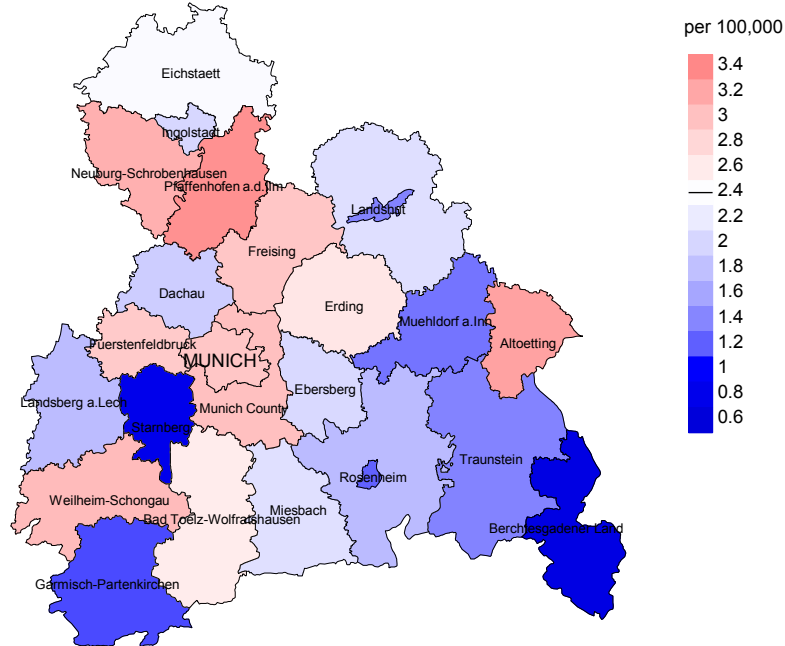 per 100,000
3.4
3.2
3
2.8
2.6
2.4
2.2
2
1.8
1.6
1.4
1.2
1
0.8
0.6
Eichstaett
Ingolstadt
Neuburg-Schrobenhausen
Pfaffenhofen a.d.Ilm
Landshut
Freising
Dachau
Erding
Muehldorf a.Inn
Altoetting
Fuerstenfeldbruck
MUNICH
Ebersberg
Landsberg a.Lech
Munich County
Starnberg
Traunstein
Rosenheim
Weilheim-Schongau
Miesbach
Bad Toelz-Wolfratshausen
Berchtesgadener Land
Garmisch-Partenkirchen